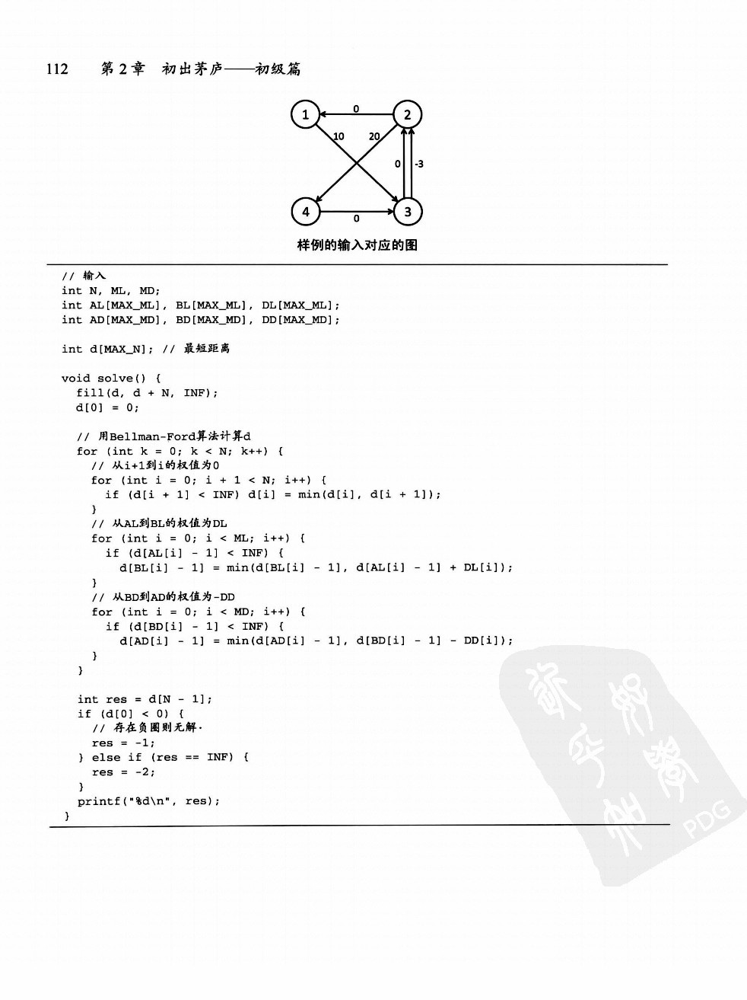 112 第 2 章 初出茅庐——初级篇
1 0 2
10 20
0 -3
4 0 3
样例的输入对应的图
// 输入
int N, ML, MD;
int AL[MAX_ML], BL[MAX_ML], DL[MAX_ML];
int AD[MAX_MD], BD[MAX_MD], DD[MAX_MD];
int d[MAX_N]; // 最短距离
void solve() {
fill(d, d + N, INF);
d[0] = 0;
// 用Bellman-Ford算法计算d
for (int k = 0; k < N; k++) {
// 从i+1到i的权值为0
for (int i = 0; i + 1 < N; i++) {
if (d[i + 1] < INF) d[i] = min(d[i], d[i + 1]);
}
// 从AL到BL的权值为DL
for (int i = 0; i < ML; i++) {
if (d[AL[i] - 1] < INF) {
d[BL[i] - 1] = min(d[BL[i] - 1], d[AL[i] - 1] + DL[i]);
}
// 从BD到AD的权值为-DD
for (int i = 0; i < MD; i++) {
if (d[BD[i] - 1] < INF) {
d[AD[i] - 1] = min(d[AD[i] - 1], d[BD[i] - 1] - DD[i]);
}
}
int res = d[N - 1];
if (d[0] < 0) {
// 存在负圈则无解.
res = -1;
} else if (res == INF) {
res = -2;
}
printf("%d\n", res);
}
PDG